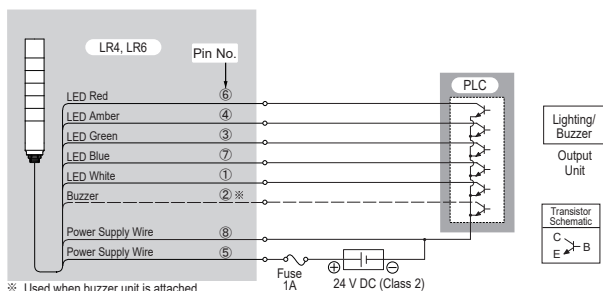 LR4, LR6
Pin No.
PLC
LED Red ⑥
LED Amber ④
LED Green ③
LED Blue ⑦
LED White ①
Buzzer ② ※
Power Supply Wire ⑧
Power Supply Wire ⑤
Fuse
1A
⊕ ⊖
24 V DC (Class 2)
※ Used when buzzer unit is attached
Lighting/
Buzzer
Output
Unit
Transistor
Schematic
C
B
E